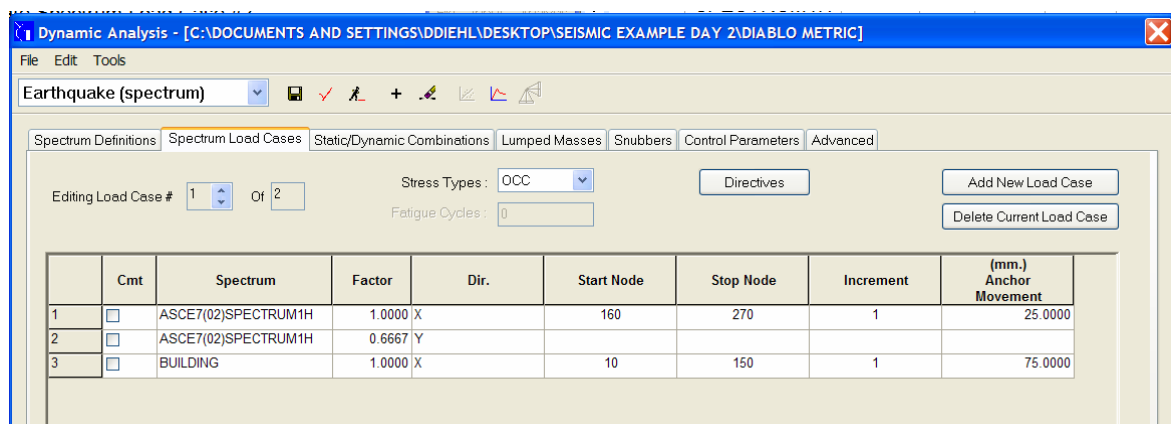 Dynamic Analysis - [C:\DOCUMENTS AND SETTINGS\DDIEHL\DESKTOP\SEISMIC EXAMPLE DAY 2\DIABLO METRIC]
File Edit Tools
Earthquake (spectrum)
Spectrum Definitions Spectrum Load Cases Static/Dynamic Combinations Lumped Masses Snubbers Control Parameters Advanced
Editing Load Case # 1 Of 2 Stress Types : OCC Directives Add New Load Case
Fatigue Cycles : 0 Delete Current Load Case
Cmt Spectrum Factor Dir. Start Node Stop Node Increment (mm.) Anchor Movement
1 ASCE7(02)SPECTRUM1H 1.0000 X 160 270 1 25.0000
2 ASCE7(02)SPECTRUM1H 0.6667 Y
3 BUILDING 1.0000 X 10 150 1 75.0000